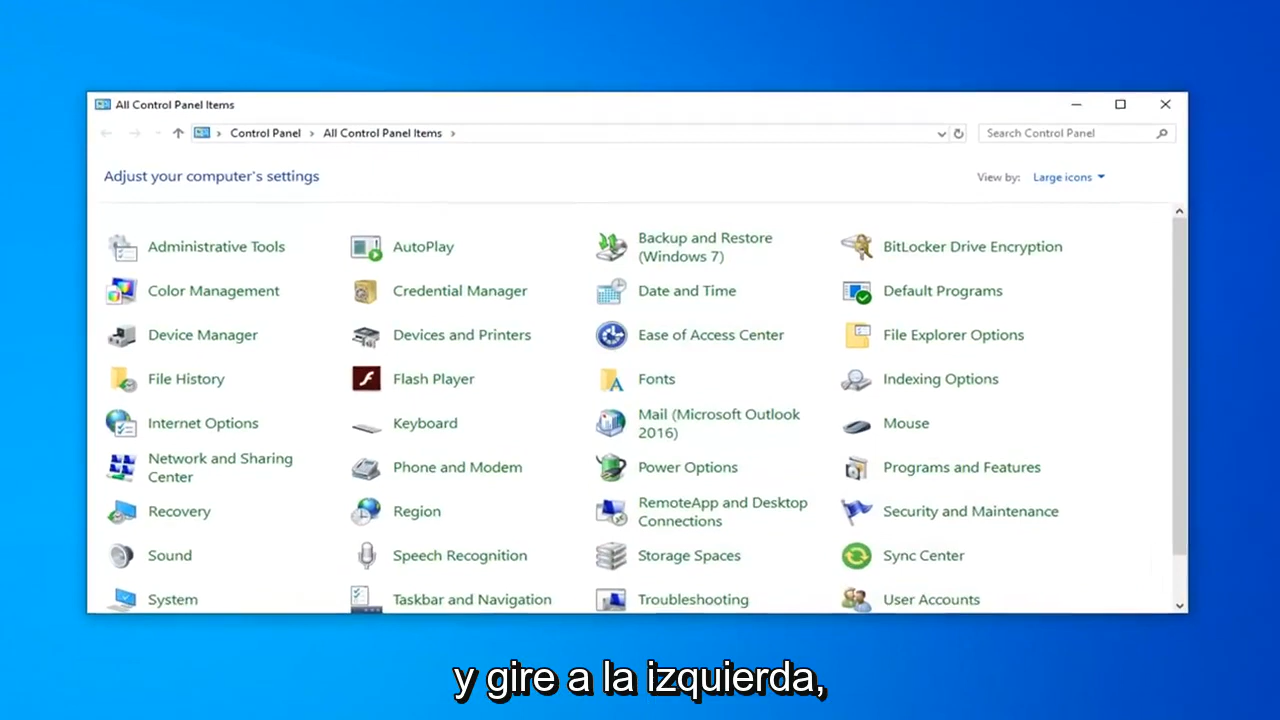 All Control Panel Items
Control Panel > All Control Panel Items >
Search Control Panel
Adjust your computer's settings
View by: Large icons
Administrative Tools
AutoPlay
Backup and Restore
(Windows 7)
BitLocker Drive Encryption
Color Management
Credential Manager
Date and Time
Default Programs
Device Manager
Devices and Printers
Ease of Access Center
File Explorer Options
File History
Flash Player
Fonts
Indexing Options
Internet Options
Keyboard
Mail (Microsoft Outlook
2016)
Mouse
Network and Sharing
Center
Phone and Modem
Power Options
Programs and Features
Recovery
Region
RemoteApp and Desktop
Connections
Security and Maintenance
Sound
Speech Recognition
Storage Spaces
Sync Center
System
Taskbar and Navigation
Troubleshooting
User Accounts
y gire a la izquierda,